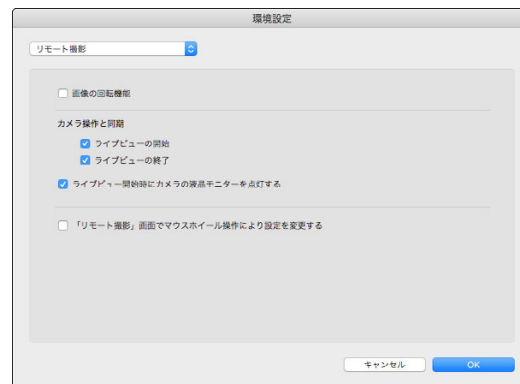 環境設定
リモート撮影
画像の回転機能
カメラ操作と同期
ライブビューの開始
ライブビューの終了
ライブビュー開始時にカメラの液晶モニターを点灯する
「リモート撮影」画面でマウスホイール操作により設定を変更する
キャンセル
OK